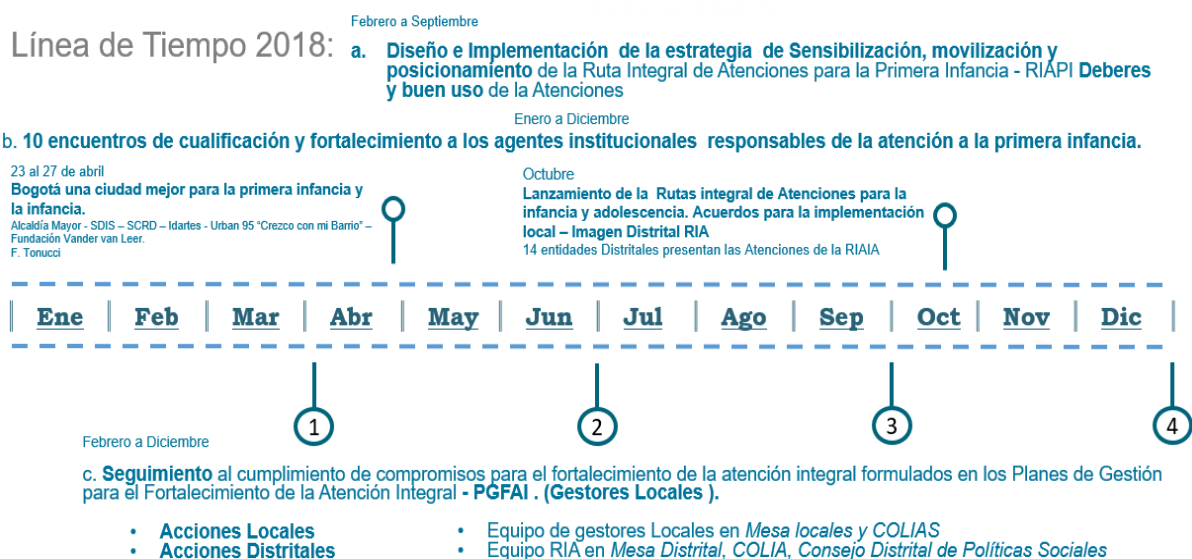 Línea de Tiempo 2018:
Febrero a Septiembre
a. Diseño e Implementación de la estrategia de Sensibilización, movilización y
posicionamiento de la Ruta Integral de Atenciones para la Primera Infancia - RIAPI Deberes
y buen uso de la Atenciones
Enero a Diciembre
b. 10 encuentros de cualificación y fortalecimiento a los agentes institucionales responsables de la atención a la primera infancia.
23 al 27 de abril
Bogotá una ciudad mejor para la primera infancia y
la infancia.
Alcaldía Mayor - SDIS – SCRD – Idartes - Urban 95 “Crezco con mi Barrio” –
Fundación Vander van Leer.
F. Tonucci
Octubre
Lanzamiento de la Rutas integral de Atenciones para la
infancia y adolescencia. Acuerdos para la implementación
local – Imagen Distrital RIA
14 entidades Distritales presentan las Atenciones de la RIAIA
Ene Feb Mar Abr May Jun Jul Ago Sep Oct Nov Dic
1 2 3 4
Febrero a Diciembre
c. Seguimiento al cumplimiento de compromisos para el fortalecimiento de la atención integral formulados en los Planes de Gestión
para el Fortalecimiento de la Atención Integral - PGFAI . (Gestores Locales ).
• Acciones Locales
• Acciones Distritales
• Equipo de gestores Locales en Mesa locales y COLIAS
• Equipo RIA en Mesa Distrital, COLIA, Consejo Distrital de Políticas Sociales